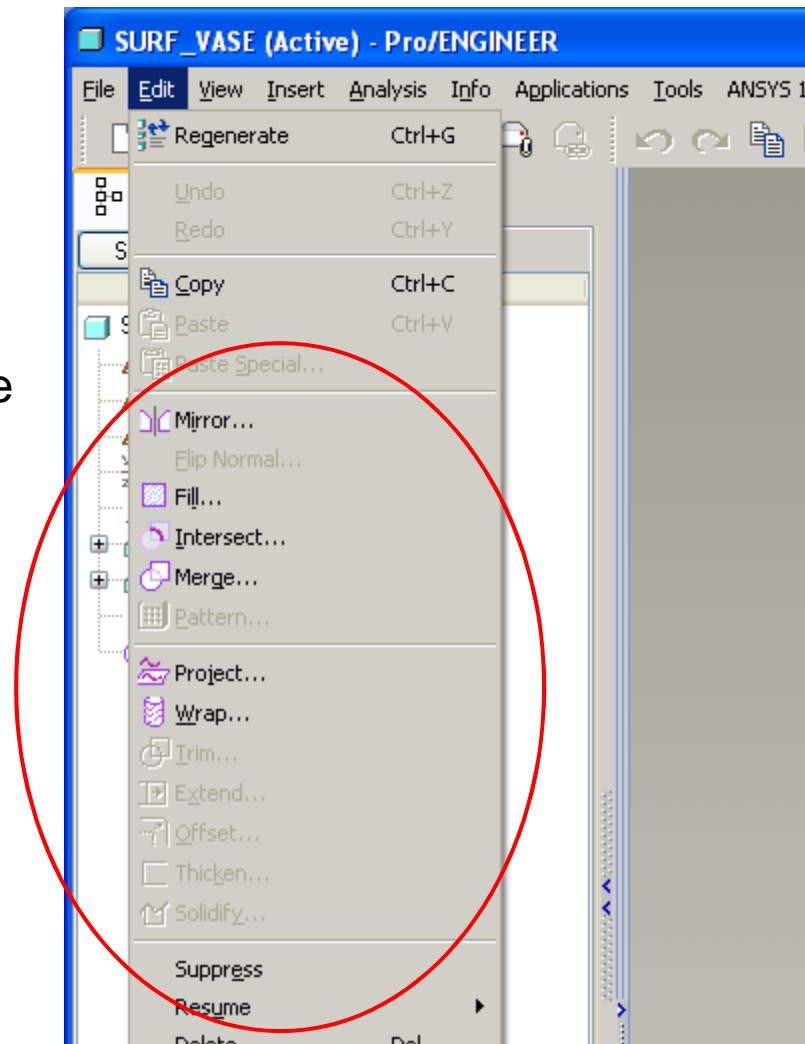 SURF_VASE (Active) - Pro/ENGINEER
File Edit View Insert Analysis Info Applications Tools ANSYS 1
Regenerate Ctrl+G
Undo Ctrl+Z
Redo Ctrl+Y
S
Copy Ctrl+C
S
Paste Ctrl+V
Paste Special...
e
Mirror...
Flip Normal...
Fill...
Intersect...
Merge...
Pattern...
Project...
Wrap...
Trim...
Extend...
Offset...
Thicken...
Solidify...
Suppress
Resume
Delete Del